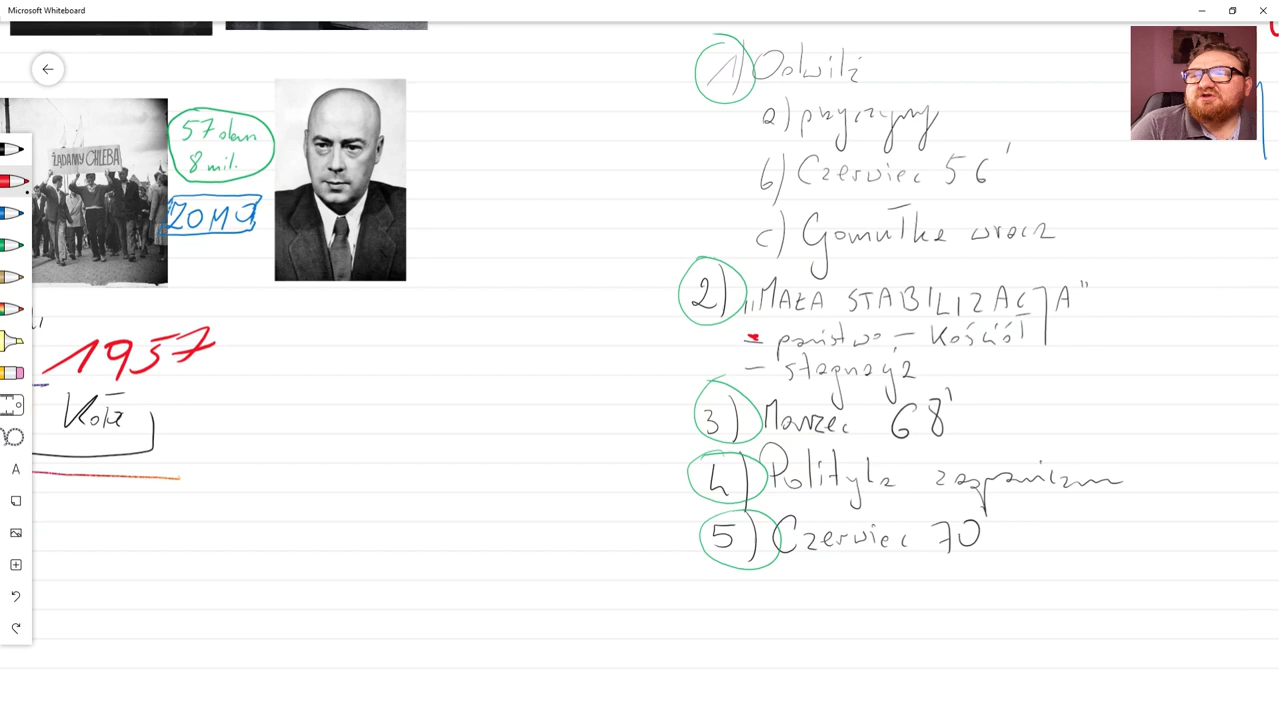 Microsoft Whiteboard
ŻĄDAMY CHLEBA
57 ofiar
8 mil.
ZOMO
1957
Koła
1) Odwilż
a) przyczyny
b) Czerwiec 56'
c) Gomułka wraca
2) „MAŁA STABILIZACJA"
- państwo - Kościół
- stagnacja
3) Marzec 68'
4) Polityka zagraniczna
5) Czerwiec 70
A